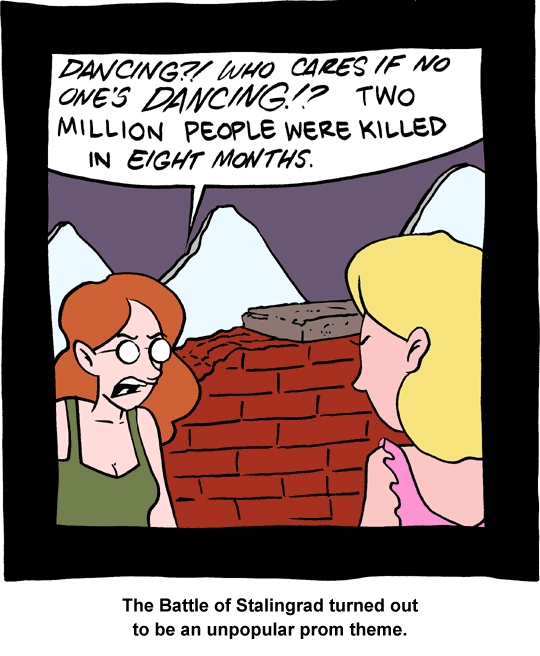 DANCING?! WHO CARES IF NO
ONE'S DANCING!? TWO
MILLION PEOPLE WERE KILLED
IN EIGHT MONTHS.
The Battle of Stalingrad turned out
to be an unpopular prom theme.